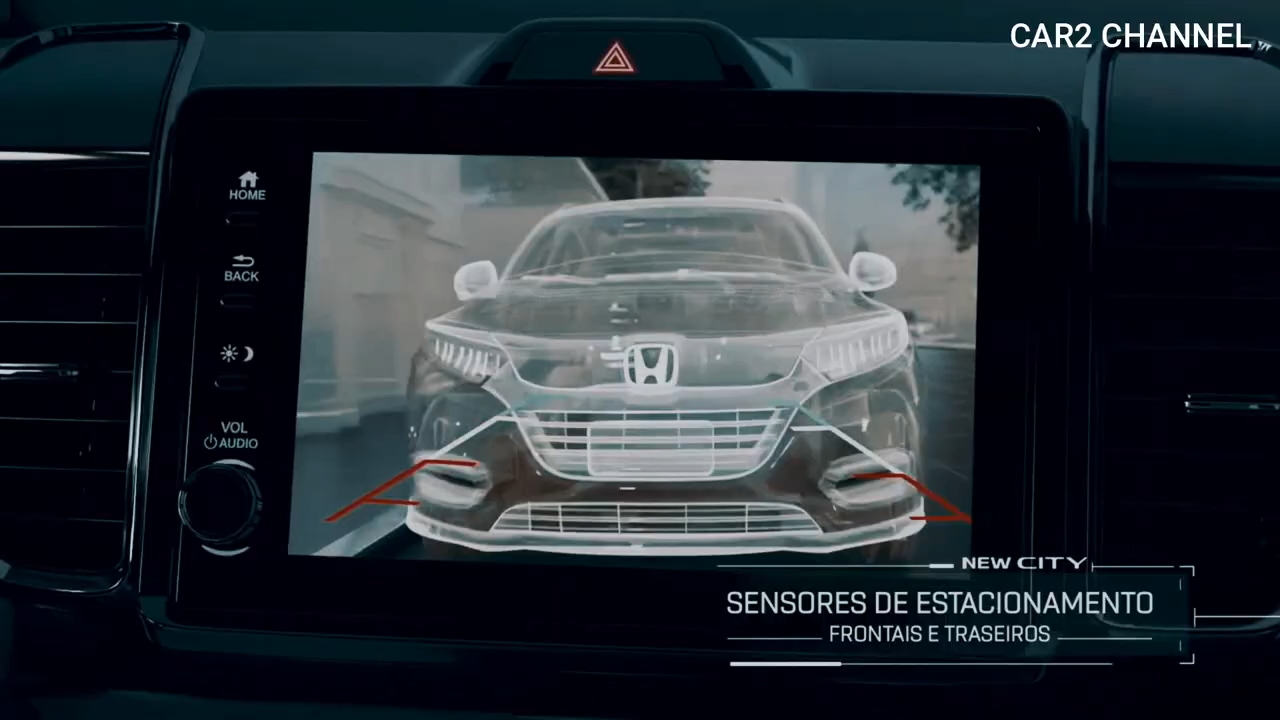 CAR2 CHANNEL
HOME
BACK
VOL
AUDIO
NEW CITY
SENSORES DE ESTACIONAMENTO
FRONTAIS E TRASEIROS